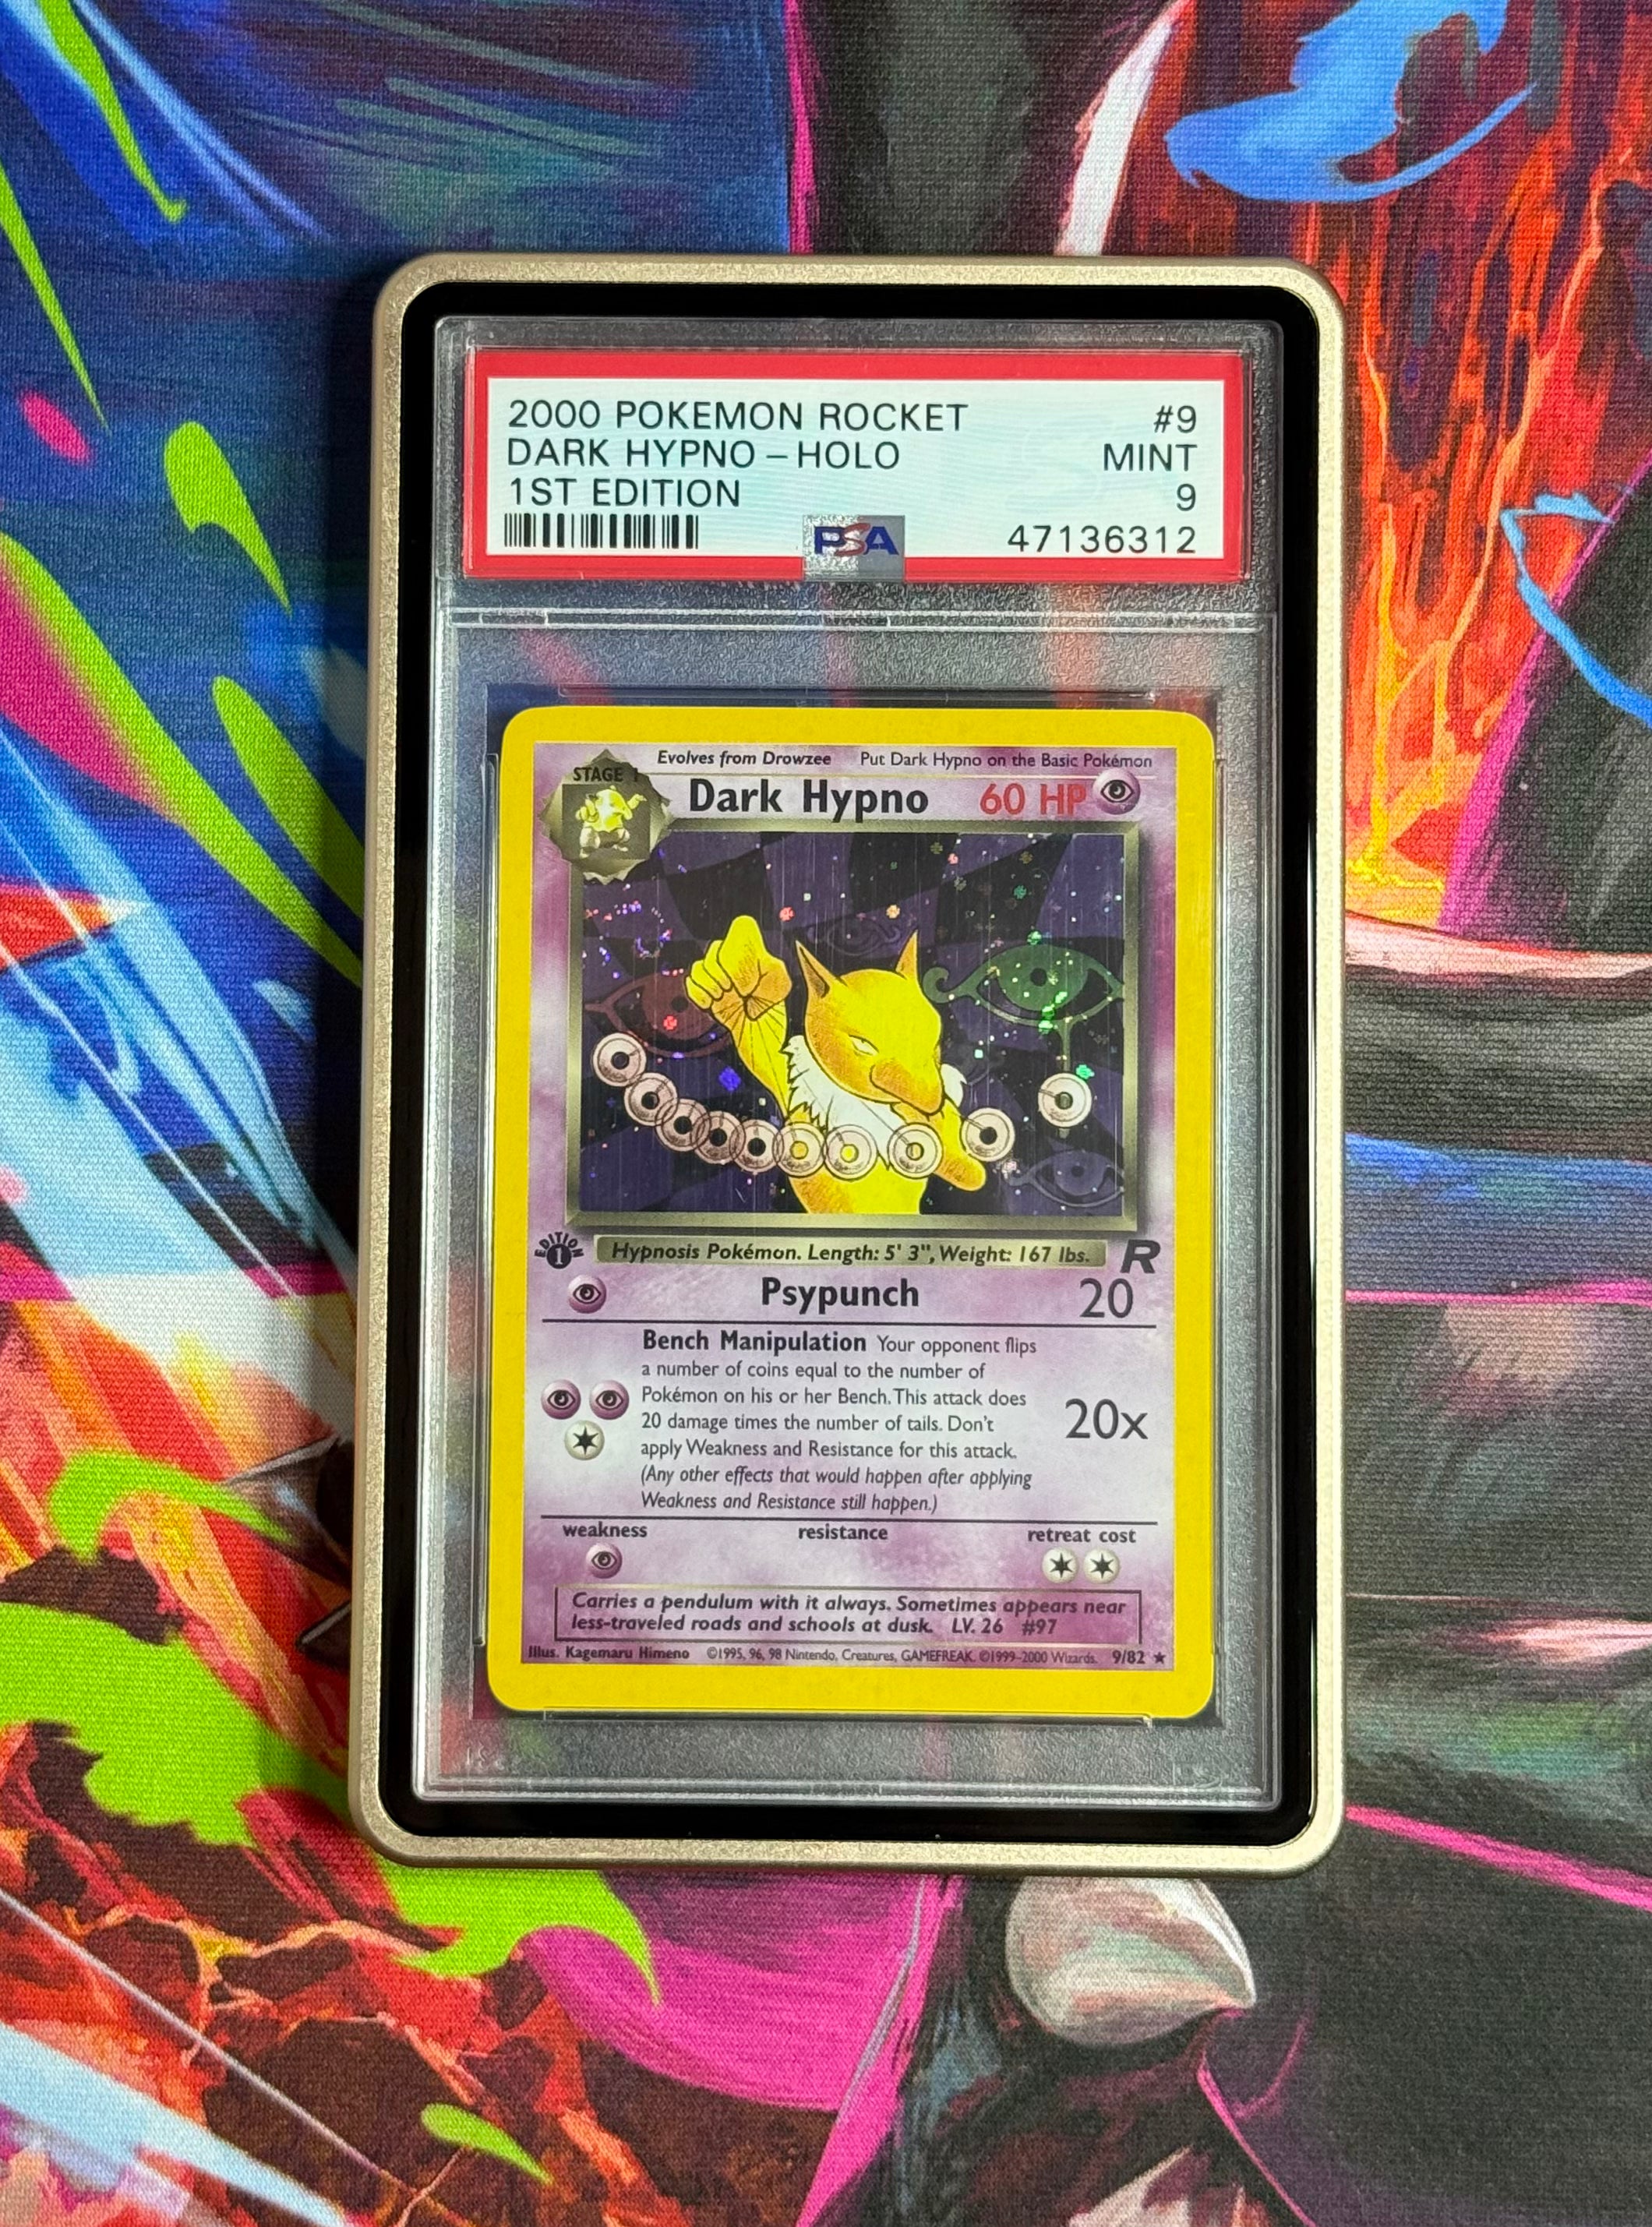 2000 POKEMON ROCKET #9
DARK HYPNO – HOLO MINT
1ST EDITION 9
PSA 47136312
Evolves from Drowzee Put Dark Hypno on the Basic Pokémon
STAGE 1
Dark Hypno 60 HP
EDITION
1
Hypnosis Pokémon. Length: 5' 3", Weight: 167 lbs. R
Psypunch 20
Bench Manipulation Your opponent flips
a number of coins equal to the number of
Pokémon on his or her Bench. This attack does
20 damage times the number of tails. Don't
apply Weakness and Resistance for this attack.
(Any other effects that would happen after applying
Weakness and Resistance still happen.)
20x
weakness resistance retreat cost
Carries a pendulum with it always. Sometimes appears near
less-traveled roads and schools at dusk. LV. 26 #97
Illus. Kagemaru Himeno ©1995, 96, 98 Nintendo, Creatures, GAMEFREAK. ©1999-2000 Wizards. 9/82 ★